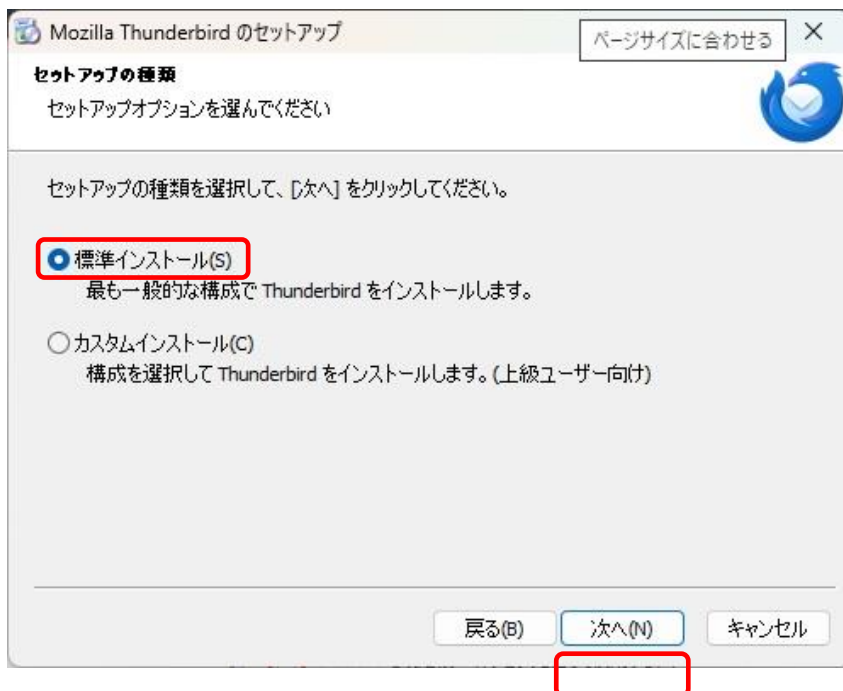 Mozilla Thunderbird のセットアップ
ページサイズに合わせる
セットアップの種類
セットアップオプションを選んでください
セットアップの種類を選択して、[次へ] をクリックしてください。
標準インストール(S)
最も一般的な構成で Thunderbird をインストールします。
カスタムインストール(C)
構成を選択して Thunderbird をインストールします。(上級ユーザー向け)
戻る(B)
次へ(N)
キャンセル